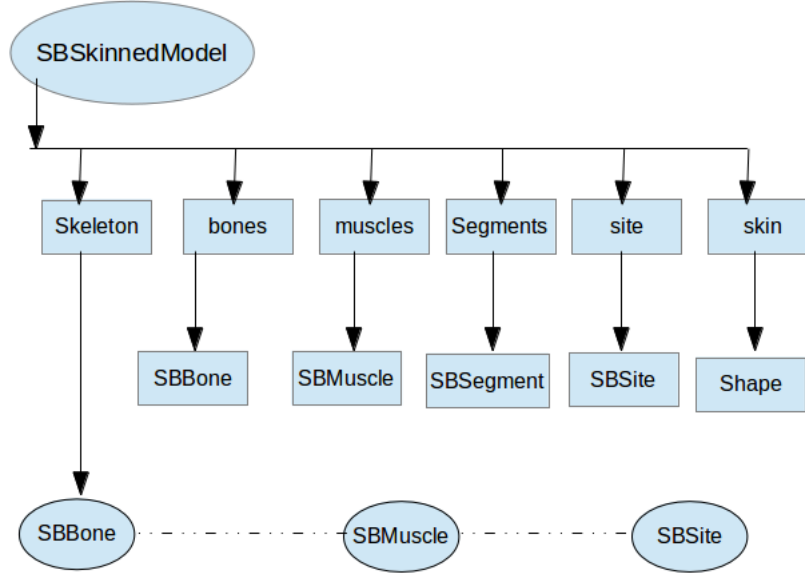 SBSkinnedModel
Skeleton
bones
muscles
Segments
site
skin
SBBone
SBMuscle
SBSegment
SBSite
Shape
SBBone
SBMuscle
SBSite